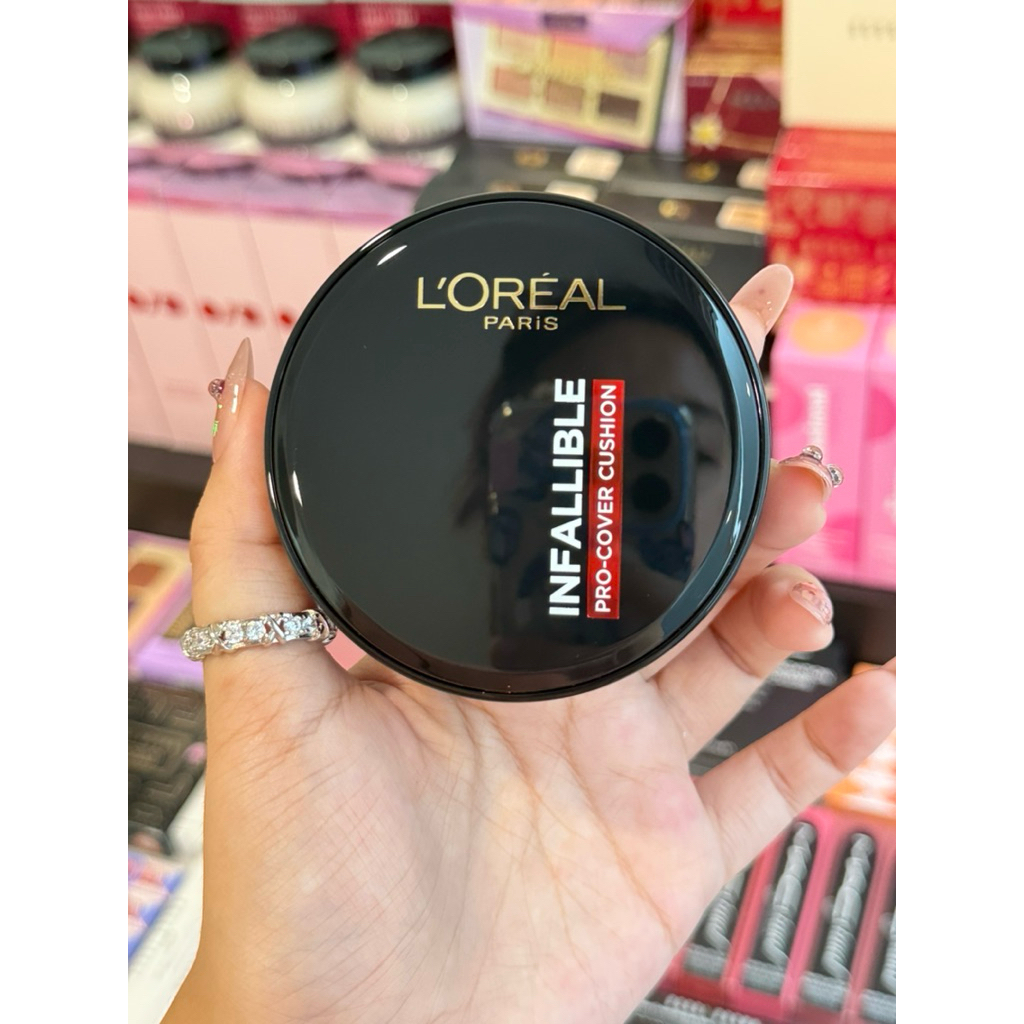 L'ORÉAL
PARiS
INFALLIBLE
PRO-COVER CUSHION